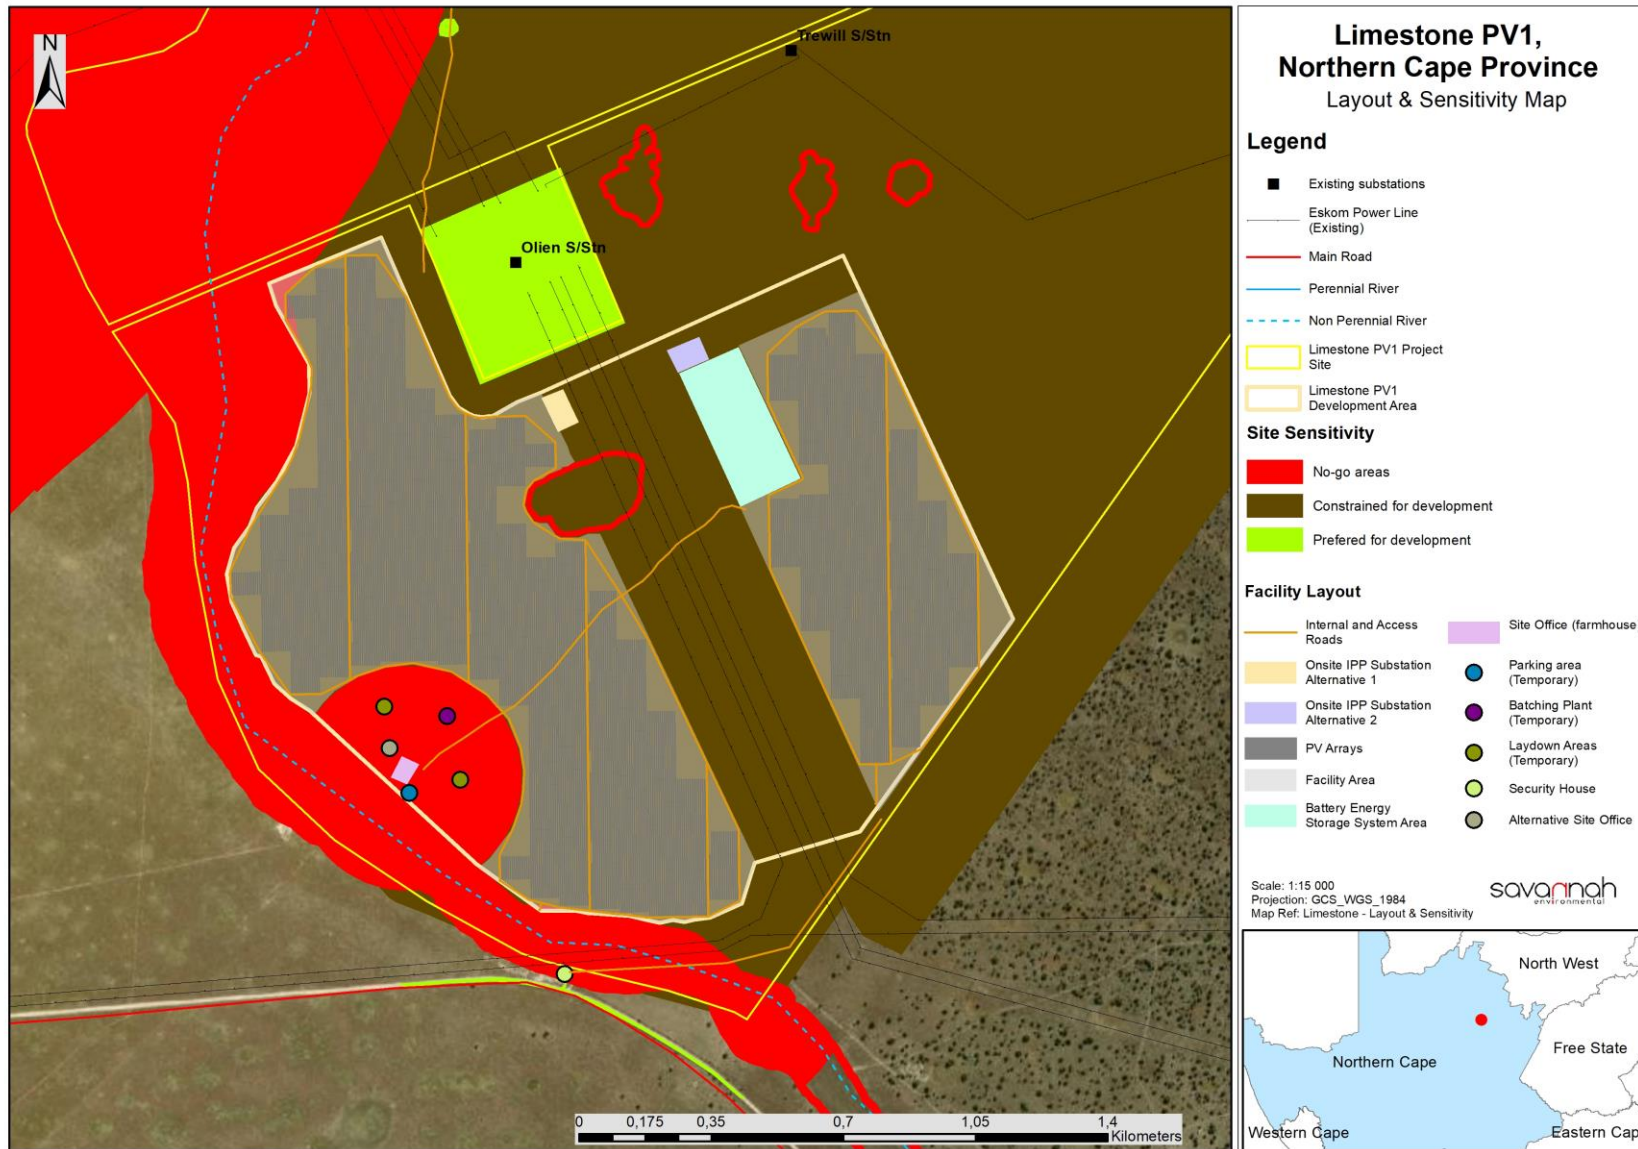 N
Trewill S/Stn
Olien S/Stn
0 0,175 0,35 0,7 1,05 1,4
Kilometers
Limestone PV1,
Northern Cape Province
Layout & Sensitivity Map
Legend
Existing substations
Eskom Power Line
(Existing)
Main Road
Perennial River
Non Perennial River
Limestone PV1 Project
Site
Limestone PV1
Development Area
Site Sensitivity
No-go areas
Constrained for development
Prefered for development
Facility Layout
Internal and Access
Roads
Onsite IPP Substation
Alternative 1
Onsite IPP Substation
Alternative 2
PV Arrays
Facility Area
Battery Energy
Storage System Area
Site Office (farmhouse
Parking area
(Temporary)
Batching Plant
(Temporary)
Laydown Areas
(Temporary)
Security House
Alternative Site Office
Scale: 1:15 000
Projection: GCS_WGS_1984
Map Ref: Limestone - Layout & Sensitivity
savannah
environmental
North West
Northern Cape
Free State
Western Cape
Eastern Cap